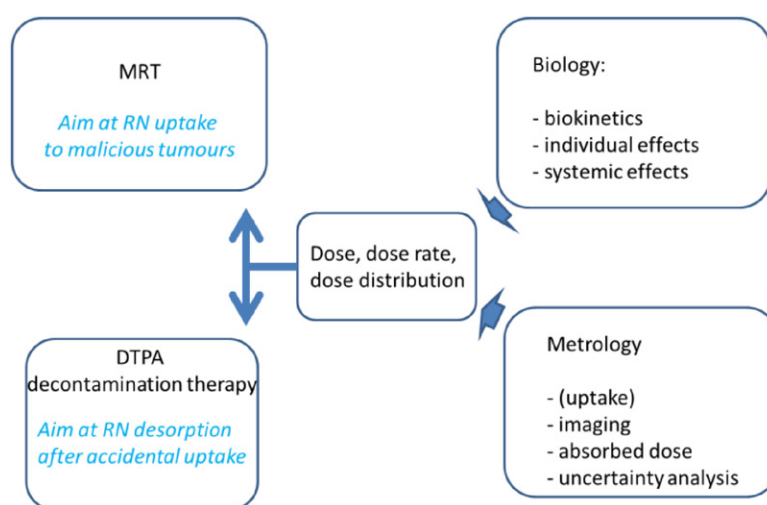 MRT
Aim at RN uptake
to malicious tumours
Biology:
- biokinetics
- individual effects
- systemic effects
Dose, dose rate,
dose distribution
DTPA
decontamination therapy
Aim at RN desorption
after accidental uptake
Metrology
- (uptake)
- imaging
- absorbed dose
- uncertainty analysis